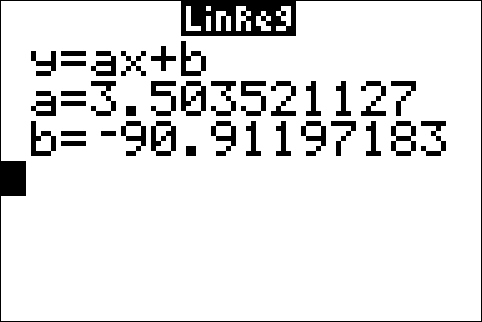 LinReg
y=ax+b
a=3.503521127
b=-90.91197183